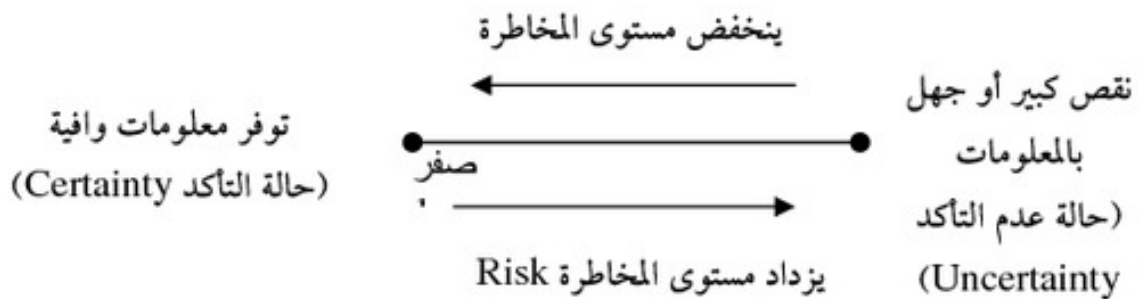 ينخفض مستوى المخاطرة
نقص كبير أو جهل
بالمعلومات
(حالة عدم التأكد
Uncertainty)
توفر معلومات وافية
(حالة التأكد Certainty)
صفر
يزداد مستوى المخاطرة Risk